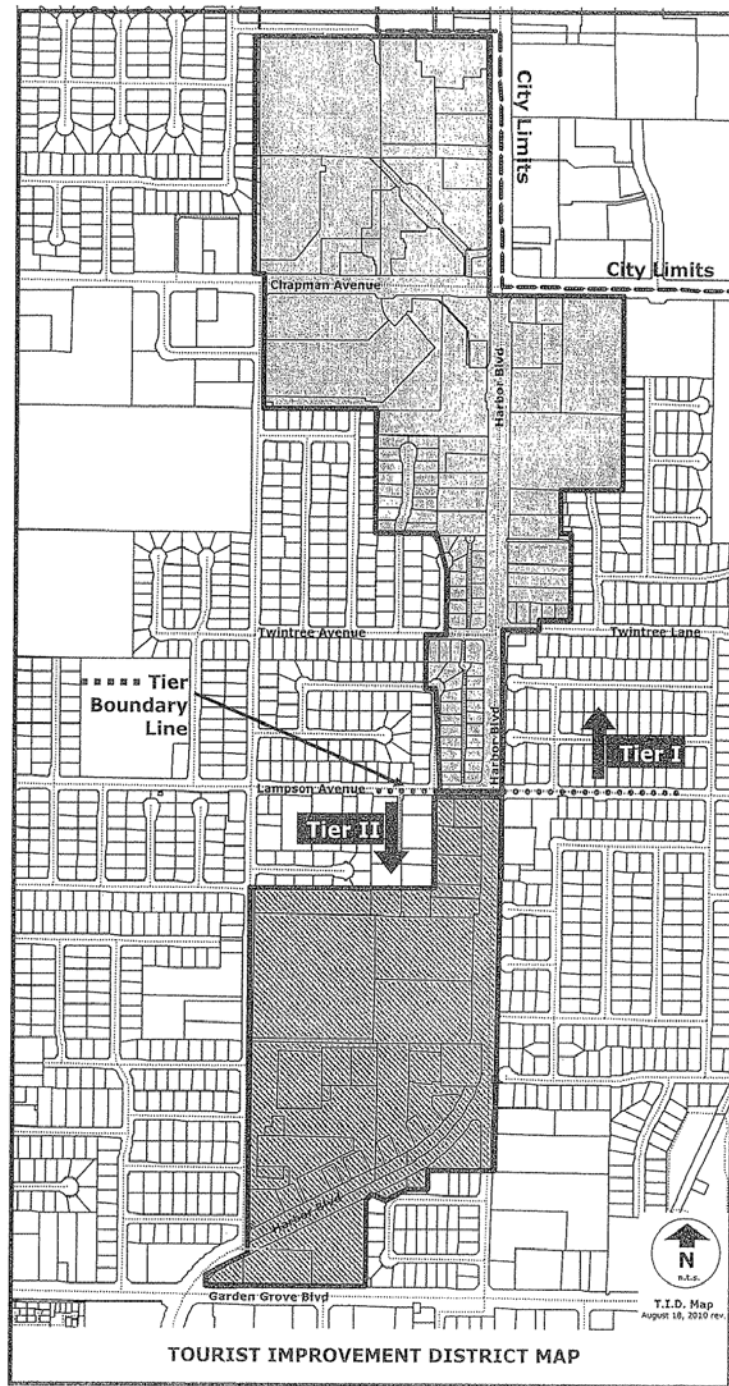 City Limits
City Limits
Chapman Avenue
Harbor Blvd
Twintree Avenue
Twintree Lane
Tier
Boundary
Line
Harbor Blvd
Tier I
Lampson Avenue
Tier II
Harbor Blvd
Garden Grove Blvd
N
n.t.s.
T.I.D. Map
August 18, 2010 rev.
TOURIST IMPROVEMENT DISTRICT MAP